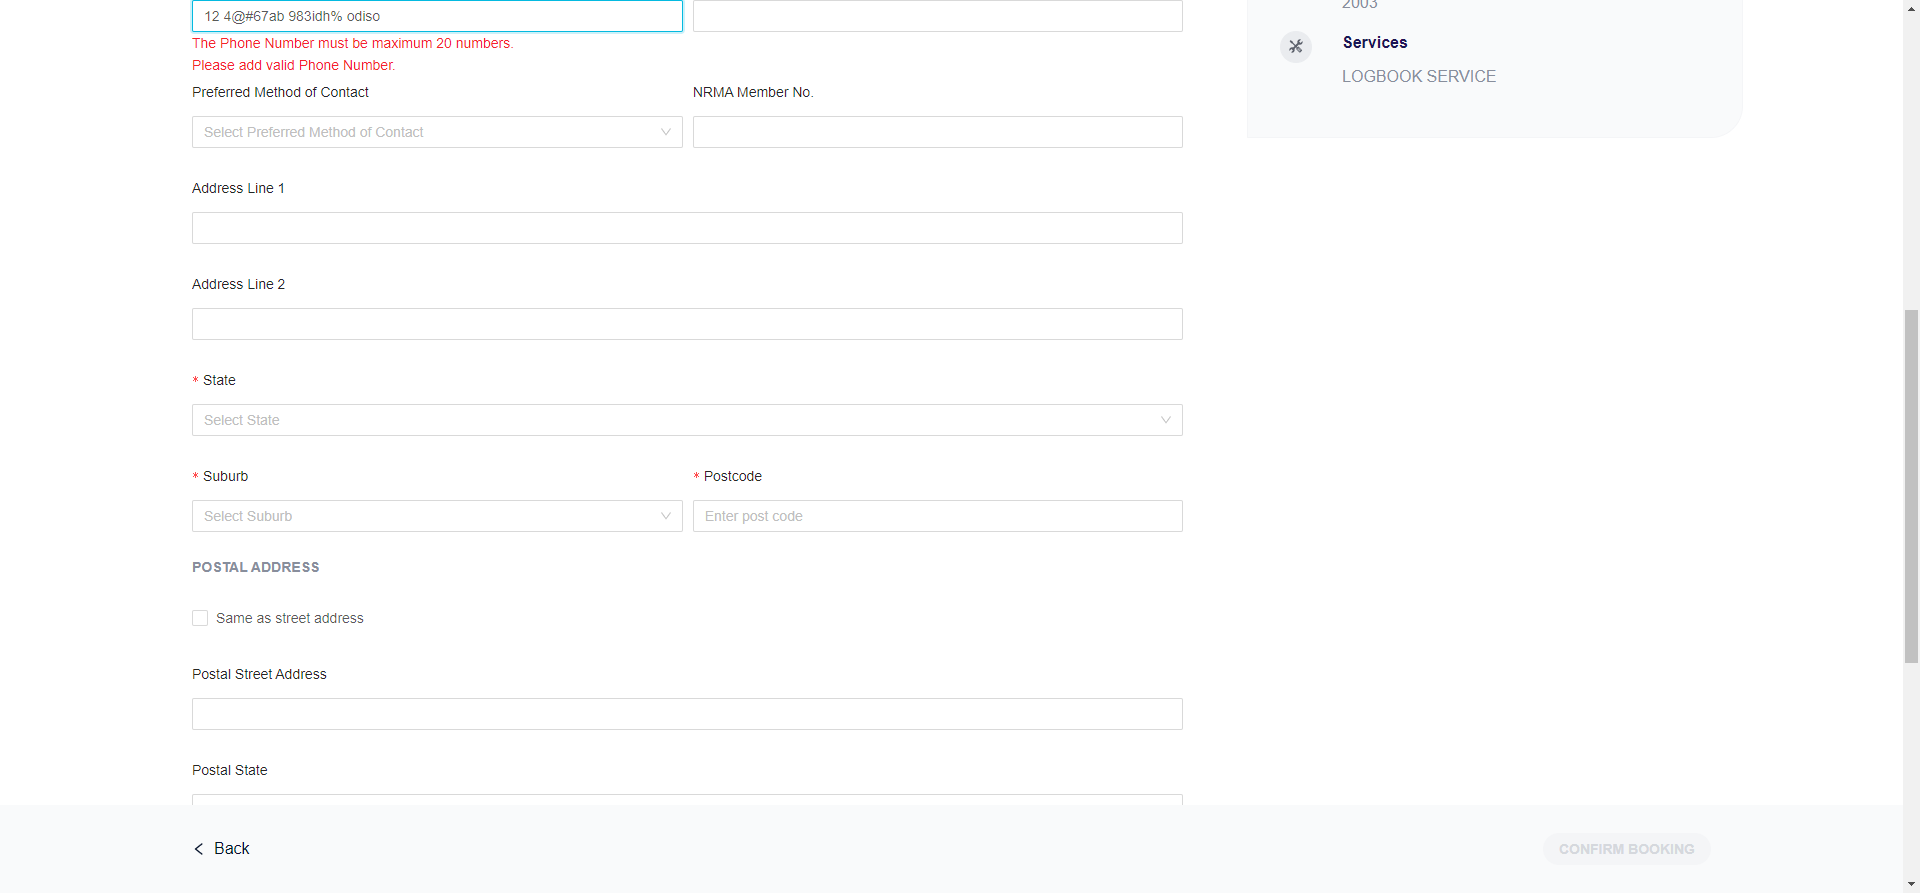 12 4@#67ab 983idh% odiso
The Phone Number must be maximum 20 numbers.
Please add valid Phone Number.
Preferred Method of Contact
NRMA Member No.
Select Preferred Method of Contact
Address Line 1
Address Line 2
* State
Select State
* Suburb
* Postcode
Select Suburb
Enter post code
POSTAL ADDRESS
Same as street address
Postal Street Address
Postal State
2003
Services
LOGBOOK SERVICE
Back
CONFIRM BOOKING